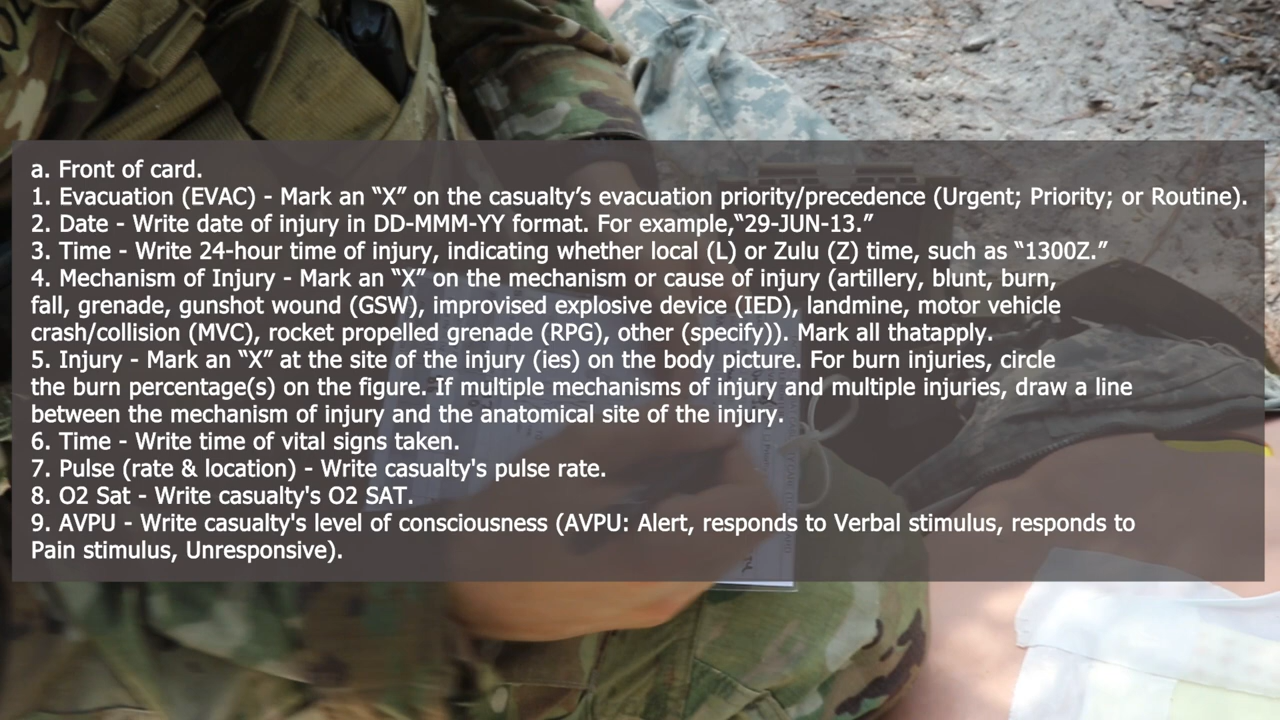 a. Front of card.
1. Evacuation (EVAC) - Mark an “X” on the casualty’s evacuation priority/precedence (Urgent; Priority; or Routine).
2. Date - Write date of injury in DD-MMM-YY format. For example,“29-JUN-13.”
3. Time - Write 24-hour time of injury, indicating whether local (L) or Zulu (Z) time, such as “1300Z.”
4. Mechanism of Injury - Mark an “X” on the mechanism or cause of injury (artillery, blunt, burn,
fall, grenade, gunshot wound (GSW), improvised explosive device (IED), landmine, motor vehicle
crash/collision (MVC), rocket propelled grenade (RPG), other (specify)). Mark all thatapply.
5. Injury - Mark an “X” at the site of the injury (ies) on the body picture. For burn injuries, circle
the burn percentage(s) on the figure. If multiple mechanisms of injury and multiple injuries, draw a line
between the mechanism of injury and the anatomical site of the injury.
6. Time - Write time of vital signs taken.
7. Pulse (rate & location) - Write casualty's pulse rate.
8. O2 Sat - Write casualty's O2 SAT.
9. AVPU - Write casualty's level of consciousness (AVPU: Alert, responds to Verbal stimulus, responds to
Pain stimulus, Unresponsive).